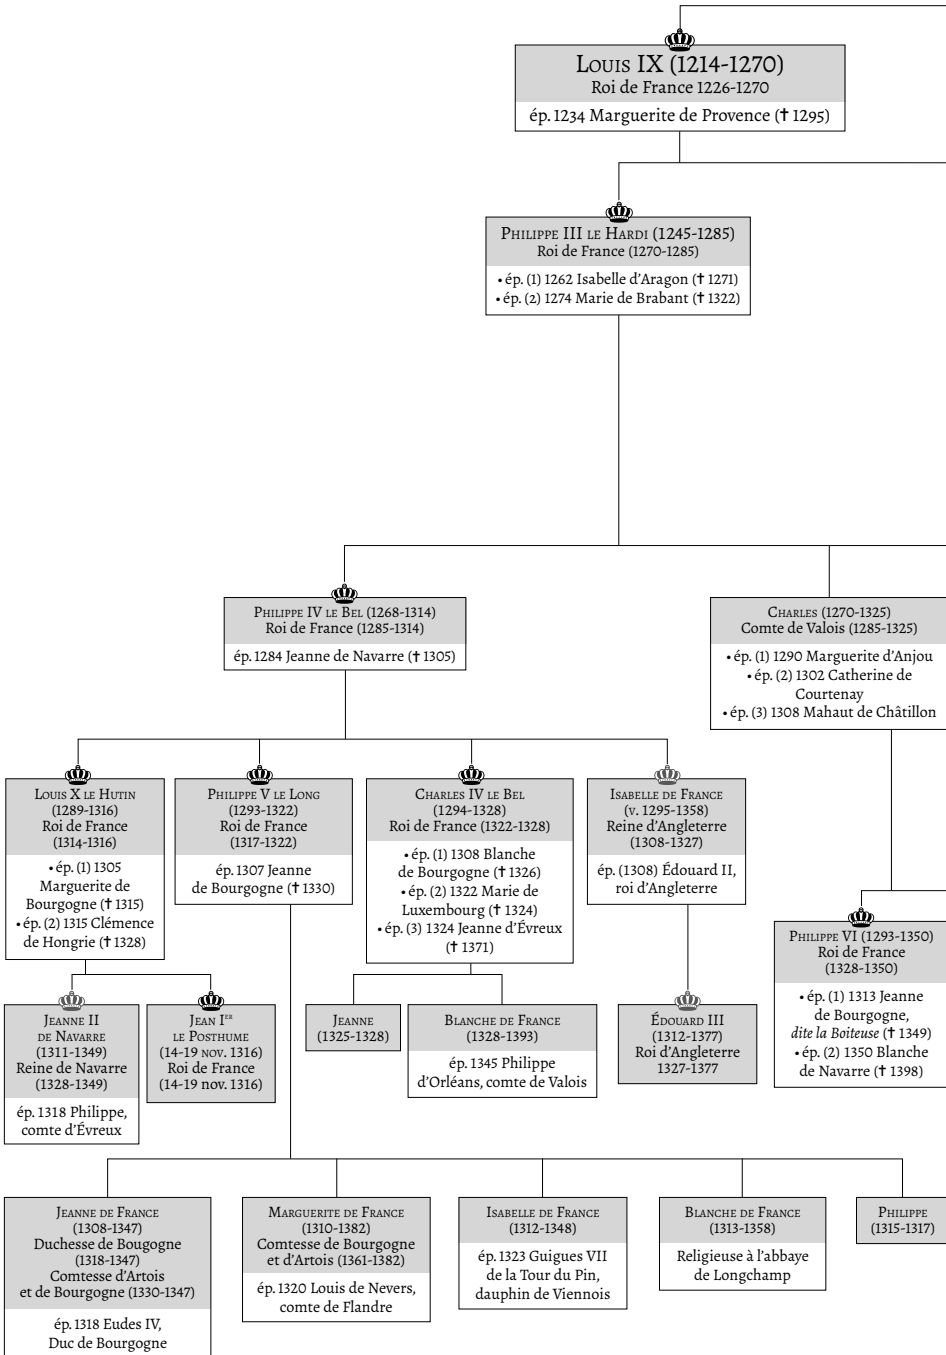 Louis IX (1214-1270)
Roi de France 1226-1270
ép. 1234 Marguerite de Provence († 1295)
Philippe III le Hardi (1245-1285)
Roi de France (1270-1285)
• ép. (1) 1262 Isabelle d'Aragon († 1271)
• ép. (2) 1274 Marie de Brabant († 1322)
Philippe IV le Bel (1268-1314)
Roi de France (1285-1314)
ép. 1284 Jeanne de Navarre († 1305)
Charles (1270-1325)
Comte de Valois (1285-1325)
• ép. (1) 1290 Marguerite d'Anjou
• ép. (2) 1302 Catherine de
Courtenay
• ép. (3) 1308 Mahaut de Châtillon
Louis X le Hutin
(1289-1316)
Roi de France
(1314-1316)
• ép. (1) 1305
Marguerite de
Bourgogne († 1315)
• ép. (2) 1315 Clémence
de Hongrie († 1328)
Philippe V le Long
(1293-1322)
Roi de France
(1317-1322)
ép. 1307 Jeanne
de Bourgogne († 1330)
Charles IV le Bel
(1294-1328)
Roi de France (1322-1328)
• ép. (1) 1308 Blanche
de Bourgogne († 1326)
• ép. (2) 1322 Marie de
Luxembourg († 1324)
• ép. (3) 1324 Jeanne d'Évreux
(† 1371)
Isabelle de France
(v. 1295-1358)
Reine d'Angleterre
(1308-1327)
ép. (1308) Édouard II,
roi d'Angleterre
Philippe VI (1293-1350)
Roi de France
(1328-1350)
• ép. (1) 1313 Jeanne
de Bourgogne,
dite la Boiteuse († 1349)
• ép. (2) 1350 Blanche
de Navarre († 1398)
Jeanne II
de Navarre
(1311-1349)
Reine de Navarre
(1328-1349)
ép. 1318 Philippe,
comte d'Évreux
Jean Ier
le Posthume
(14-19 nov. 1316)
Roi de France
(14-19 nov. 1316)
Jeanne
(1325-1328)
Blanche de France
(1328-1393)
ép. 1345 Philippe
d'Orléans, comte de Valois
Édouard III
(1312-1377)
Roi d'Angleterre
1327-1377
Jeanne de France
(1308-1347)
Duchesse de Bougogne
(1318-1347)
Comtesse d'Artois
et de Bourgogne (1330-1347)
ép. 1318 Eudes IV,
Duc de Bourgogne
Marguerite de France
(1310-1382)
Comtesse de Bourgogne
et d'Artois (1361-1382)
ép. 1320 Louis de Nevers,
comte de Flandre
Isabelle de France
(1312-1348)
ép. 1323 Guigues VII
de la Tour du Pin,
dauphin de Viennois
Blanche de France
(1313-1358)
Religieuse à l'abbaye
de Longchamp
Philippe
(1315-1317)